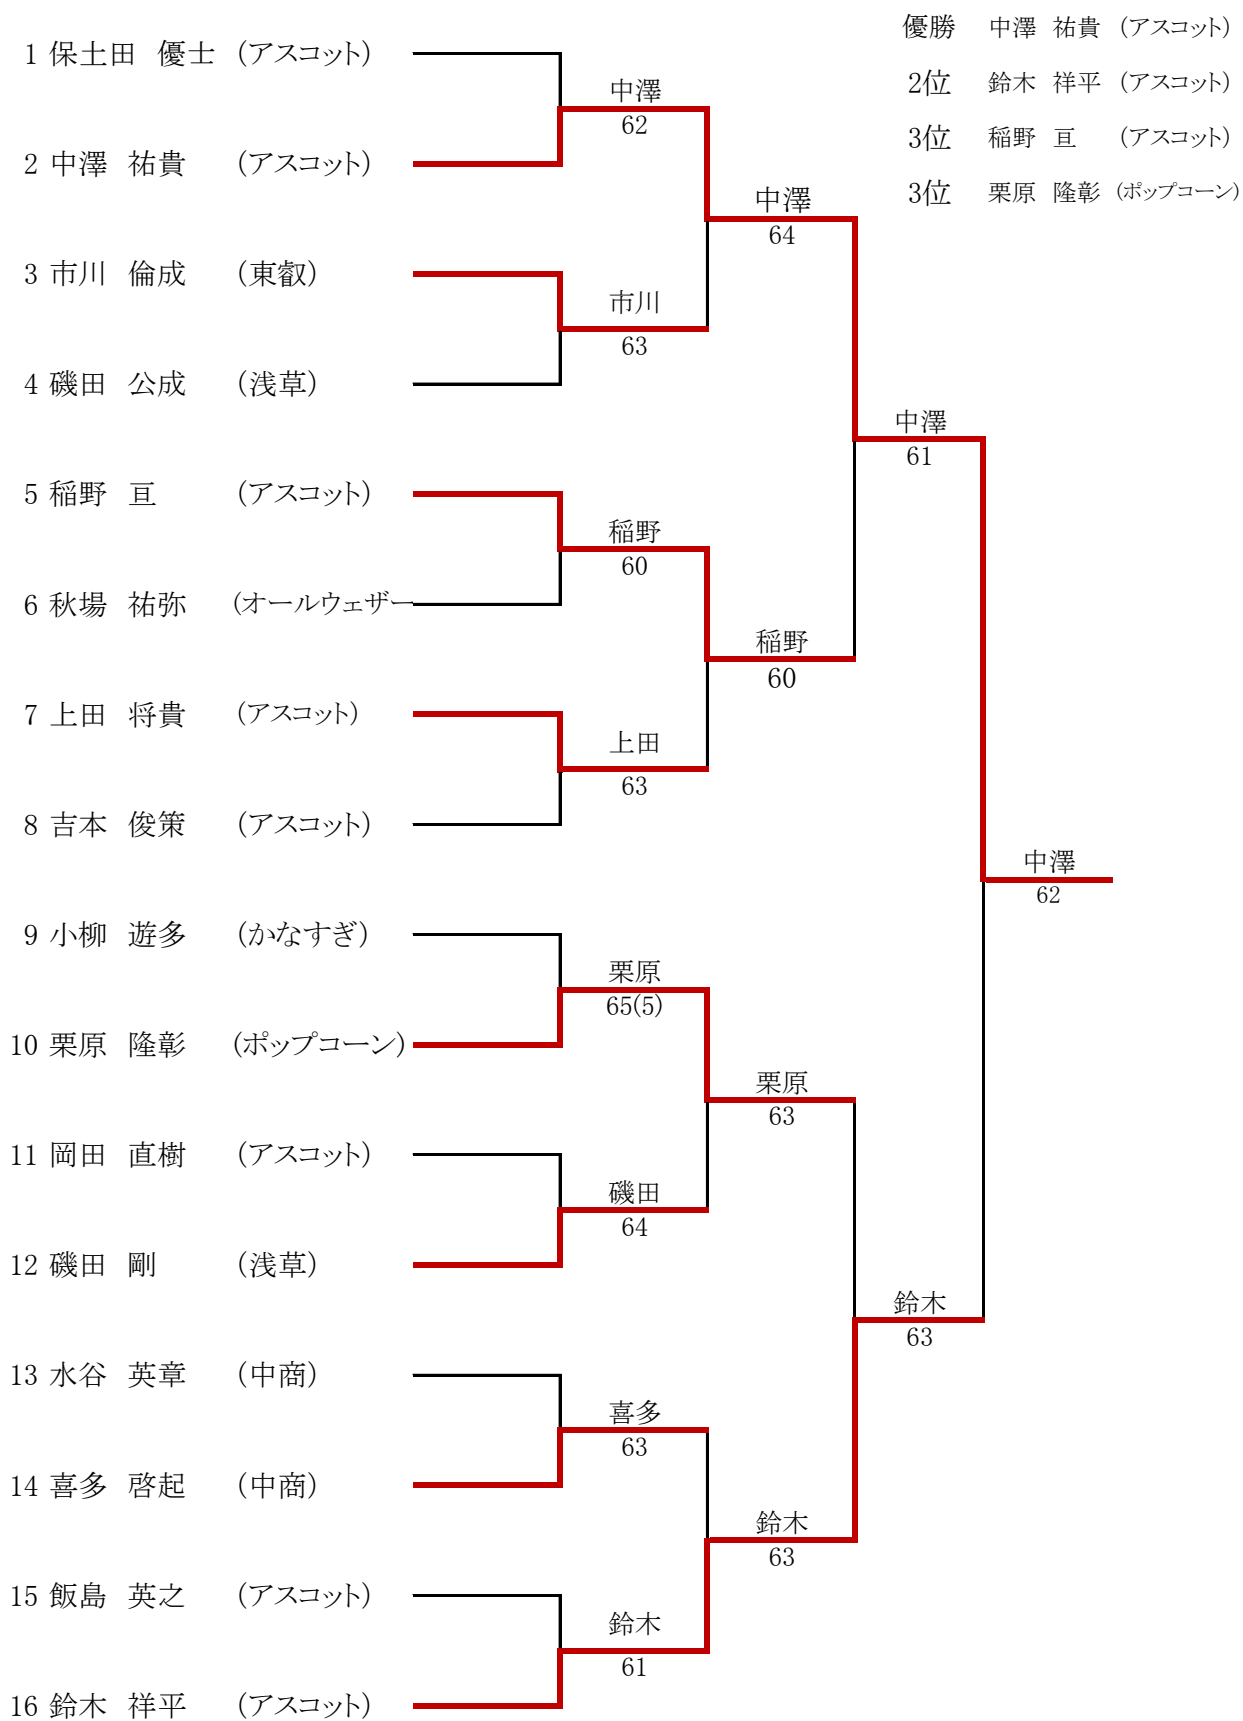 優勝 中澤 祐貴 (アスコット)
1 保土田 優士 (アスコット)
2位 鈴木 祥平 (アスコット)
中澤
62
3位 稲野 亘 (アスコット)
2 中澤 祐貴 (アスコット)
3位 栗原 隆彰 (ポップコーン)
中澤
64
3 市川 倫成 (東叡)
市川
63
4 磯田 公成 (浅草)
中澤
61
5 稲野 亘 (アスコット)
稲野
60
6 秋場 祐弥 (オールウェザー
稲野
60
7 上田 将貴 (アスコット)
上田
63
8 吉本 俊策 (アスコット)
中澤
62
9 小柳 遊多 (かなすぎ)
栗原
65(5)
10 栗原 隆彰 (ポップコーン)
栗原
63
11 岡田 直樹 (アスコット)
磯田
64
12 磯田 剛 (浅草)
鈴木
63
13 水谷 英章 (中商)
喜多
63
14 喜多 啓起 (中商)
鈴木
63
15 飯島 英之 (アスコット)
鈴木
61
16 鈴木 祥平 (アスコット)